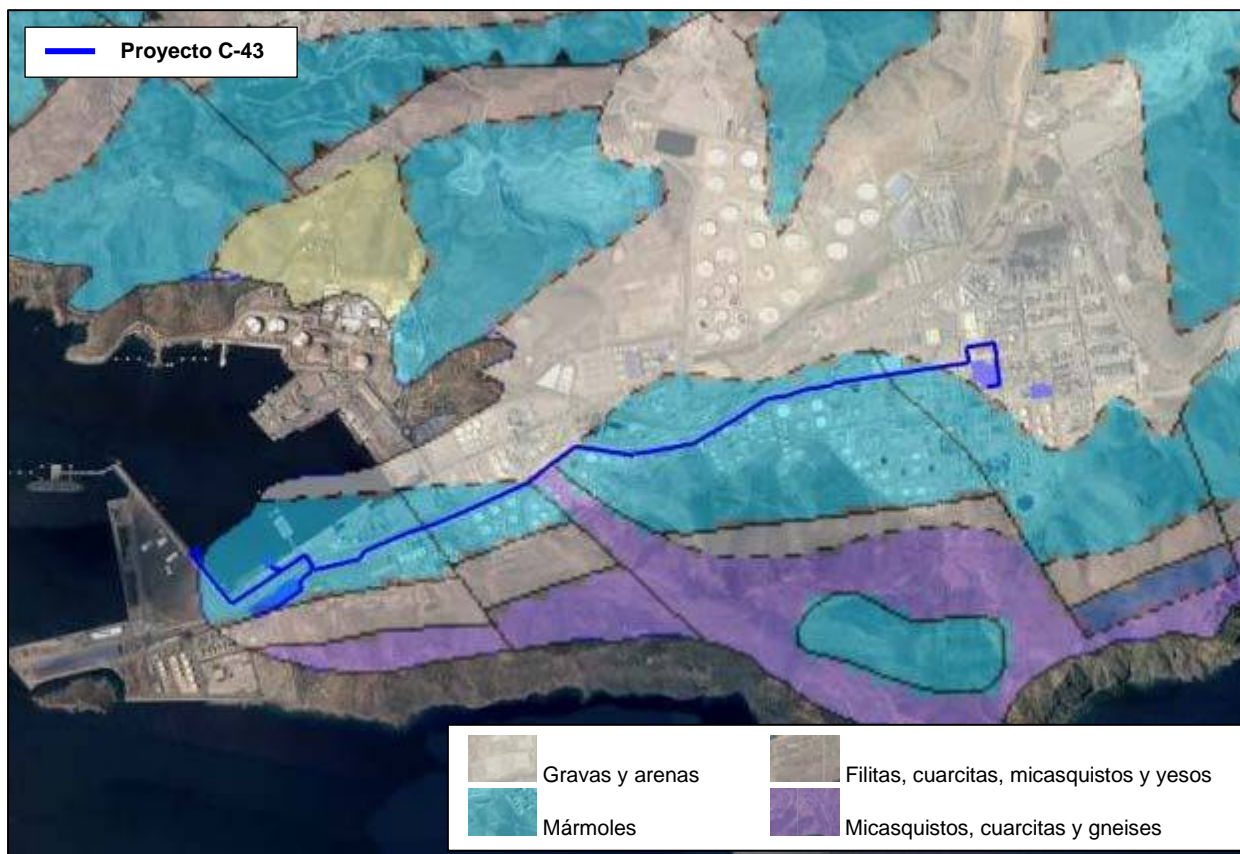 Proyecto C-43
Gravas y arenas
Filitas, cuarcitas, micasquistos y yesos
Mármoles
Micasquistos, cuarcitas y gneises